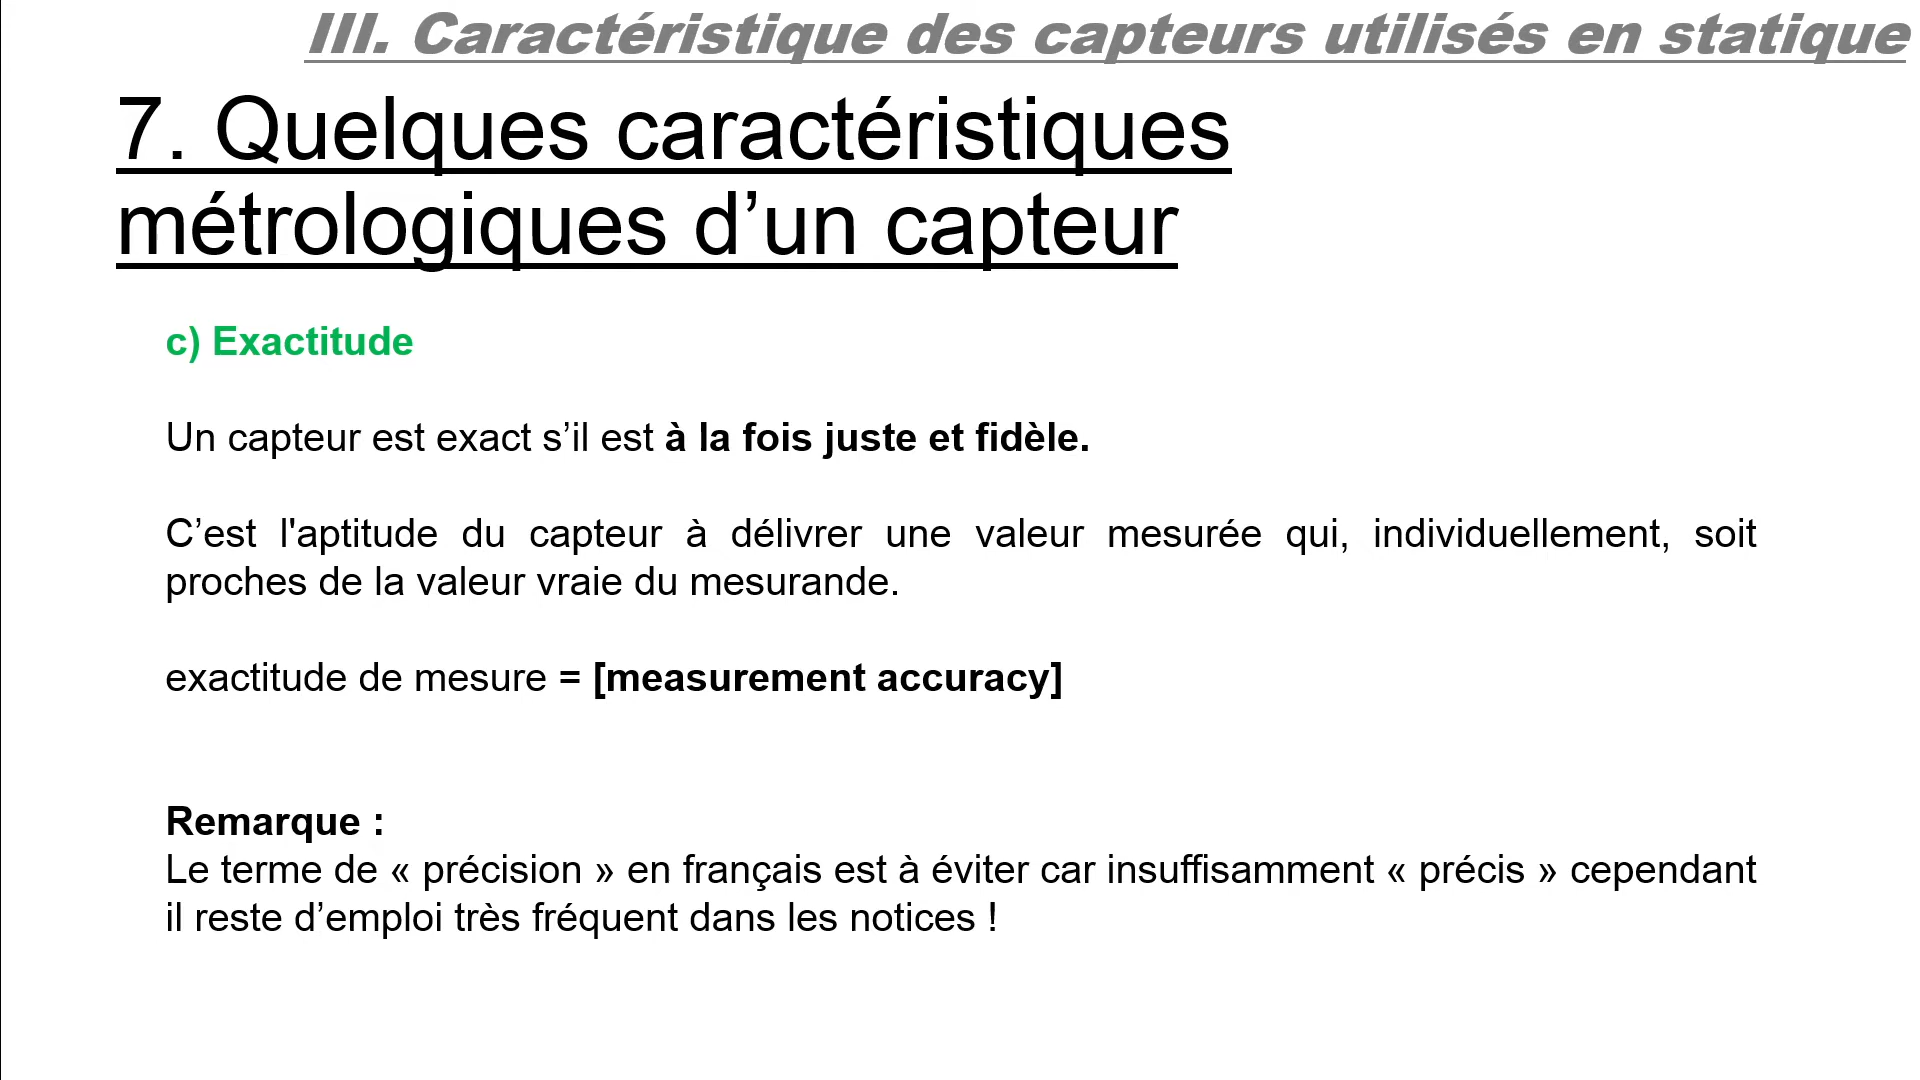 III. Caractéristique des capteurs utilisés en statique
7. Quelques caractéristiques
métrologiques d’un capteur
c) Exactitude
Un capteur est exact s’il est à la fois juste et fidèle.
C’est l'aptitude du capteur à délivrer une valeur mesurée qui, individuellement, soit
proches de la valeur vraie du mesurande.
exactitude de mesure = [measurement accuracy]
Remarque :
Le terme de « précision » en français est à éviter car insuffisamment « précis » cependant
il reste d’emploi très fréquent dans les notices !